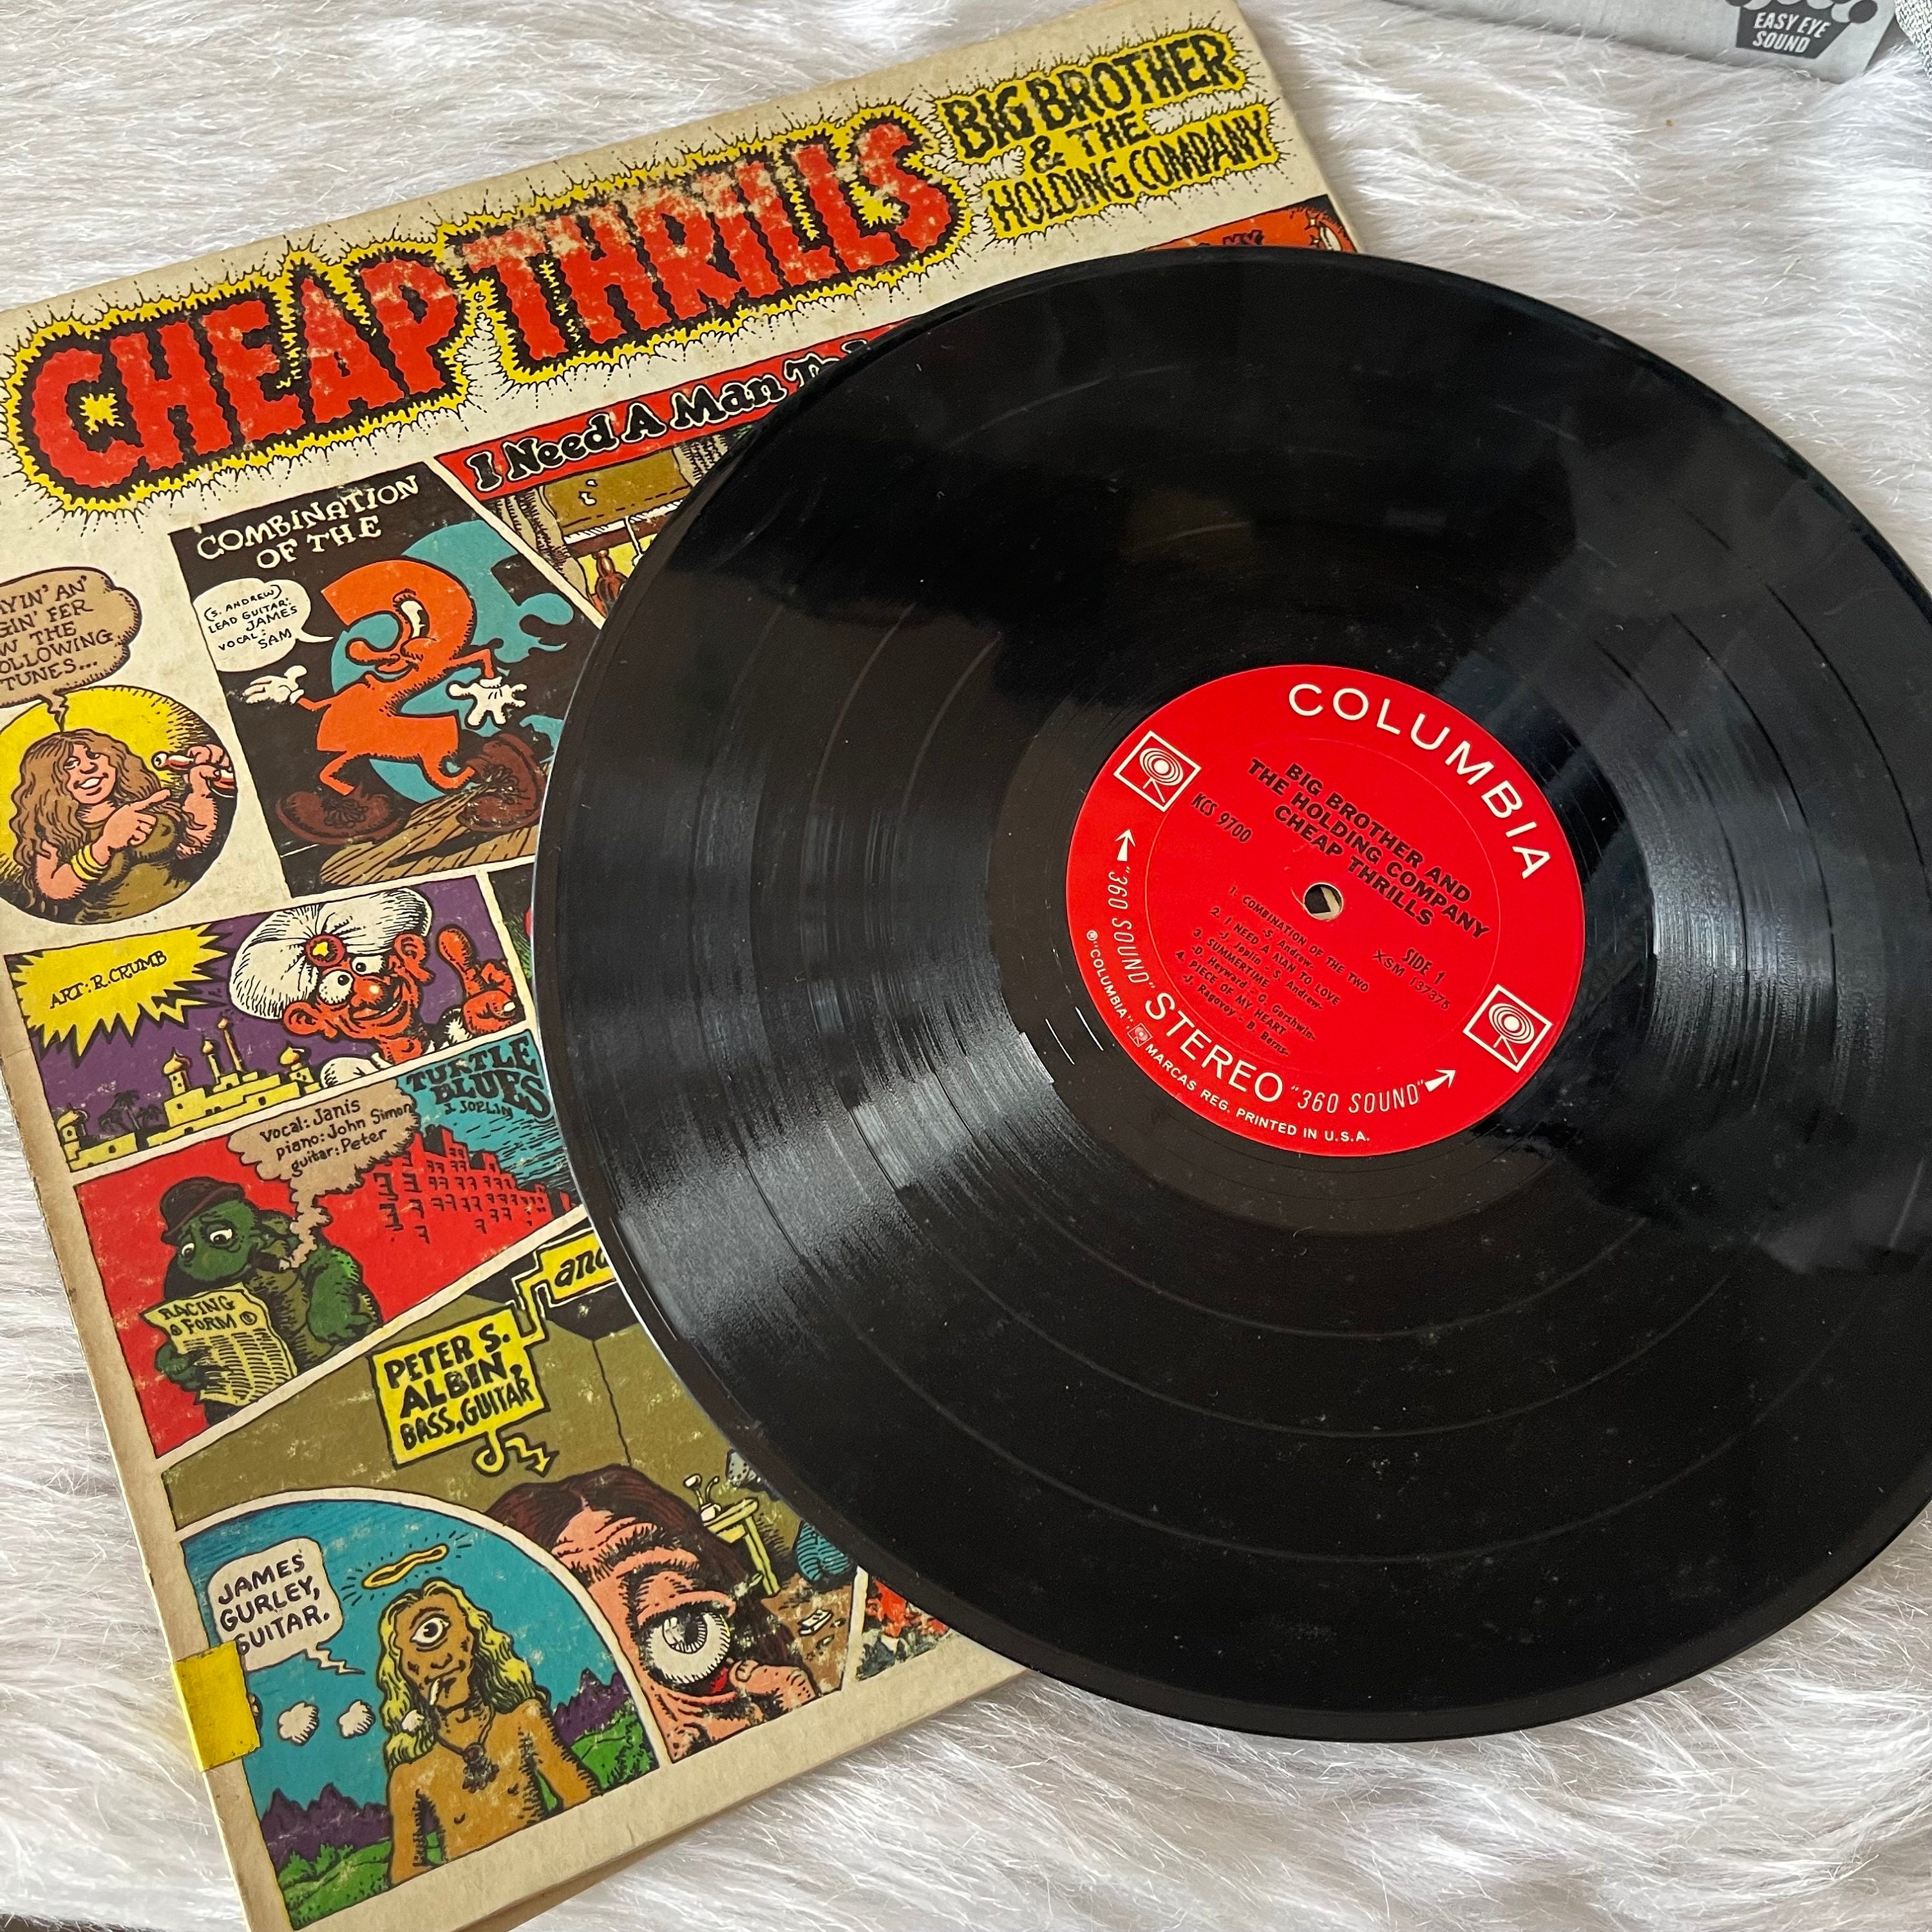 EASY EYE
SOUND
CHEAP THRILLS
BIG BROTHER
& THE
HOLDING COMPANY
I Need A Man
COMBINATION
OF THE
(S. ANDREW)
LEAD GUITAR:
JAMES
VOCAL:
SAM
AN'
FER
THE
TUNES...
ART: R. CRUMB
TURTLE
BLUES
J. JOPLIN
vocal: Janis
piano: John Simon
guitar: Peter
RACING
FORM
and
PETER S.
ALBIN,
BASS, GUITAR
JAMES
GURLEY,
GUITAR.
COLUMBIA
BIG BROTHER AND
THE HOLDING COMPANY
CHEAP THRILLS
KCS 9700
SIDE 1
XSM 137376
1. COMBINATION OF THE TWO
-S. Andrew-
2. I NEED A MAN TO LOVE
-J. Joplin - S. Andrew-
3. SUMMERTIME
-D. Heyward - G. Gershwin-
4. PIECE OF MY HEART
-J. Ragovoy - B. Berns-
"360 SOUND" STEREO "360 SOUND"
® "COLUMBIA", MARCAS REG. PRINTED IN U.S.A.